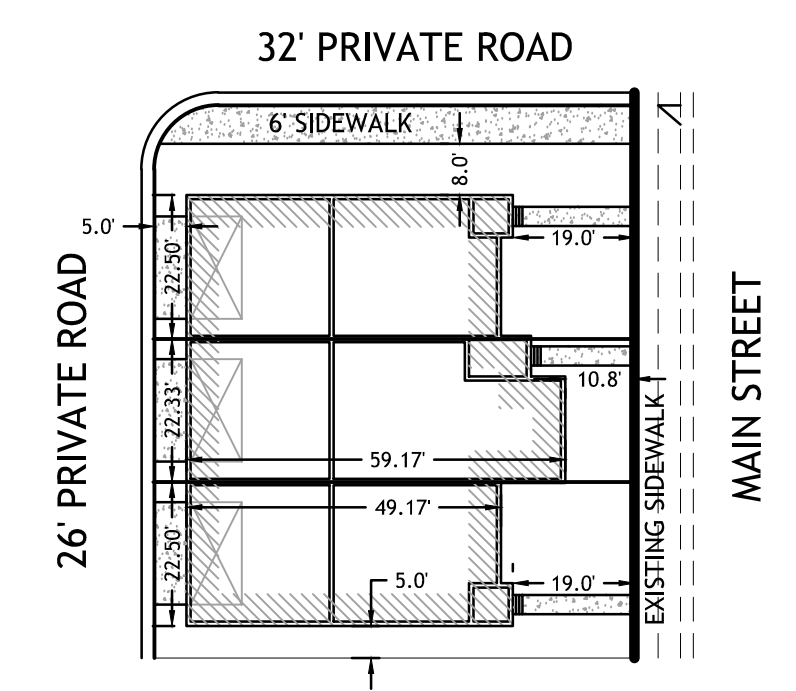 32' PRIVATE ROAD
6' SIDEWALK
8.0'
5.0'
22.50'
19.0'
26' PRIVATE ROAD
22.33'
10.8'
59.17'
49.17'
22.50'
5.0'
19.0'
EXISTING SIDEWALK
MAIN STREET